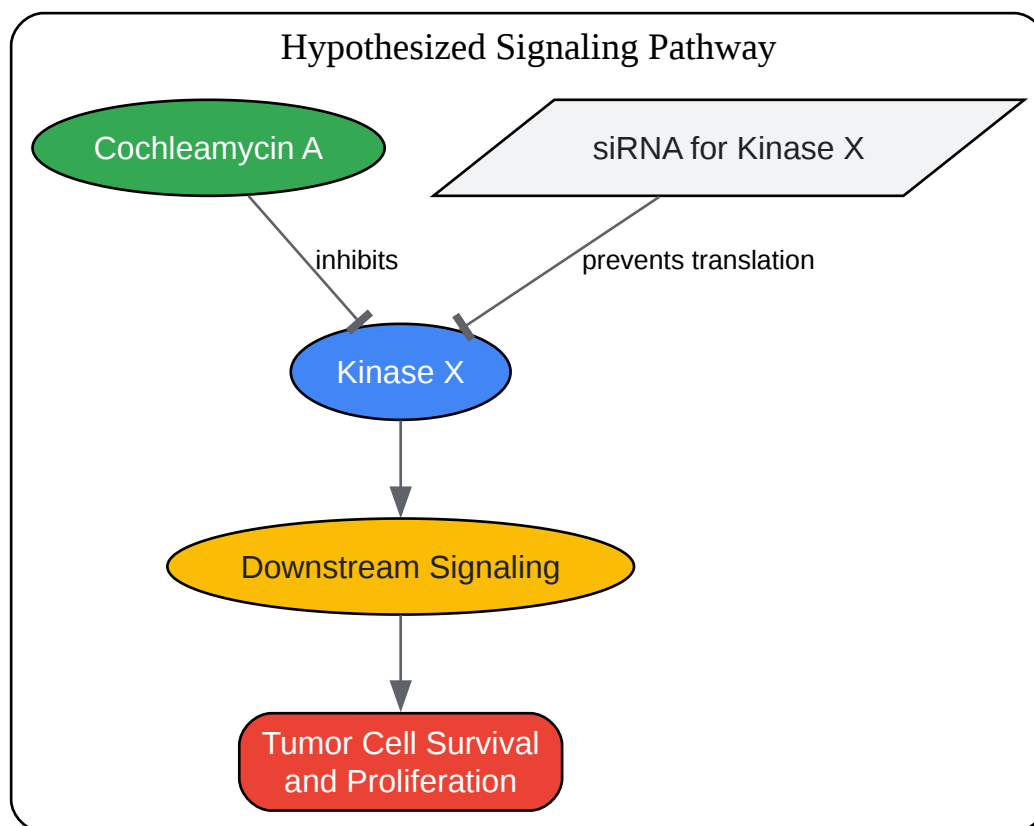 Hypothesized Signaling Pathway
Cochleamycin A
siRNA for Kinase X
inhibits
prevents translation
Kinase X
Downstream Signaling
Tumor Cell Survival
and Proliferation